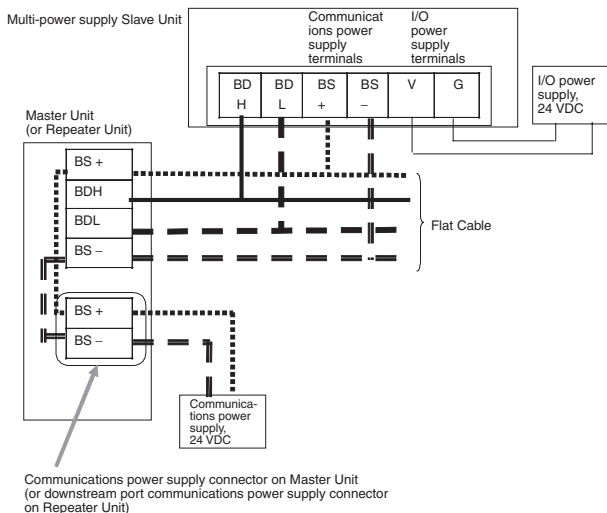 Multi-power supply Slave Unit
Communicat
ions power
supply
terminals
I/O
power
supply
terminals
BD
H
BD
L
BS
+
BS
–
V
G
I/O power
supply,
24 VDC
Master Unit
(or Repeater Unit)
BS +
BDH
BDL
BS –
Flat Cable
BS +
BS –
Communica-
tions power
supply,
24 VDC
Communications power supply connector on Master Unit
(or downstream port communications power supply connector
on Repeater Unit)